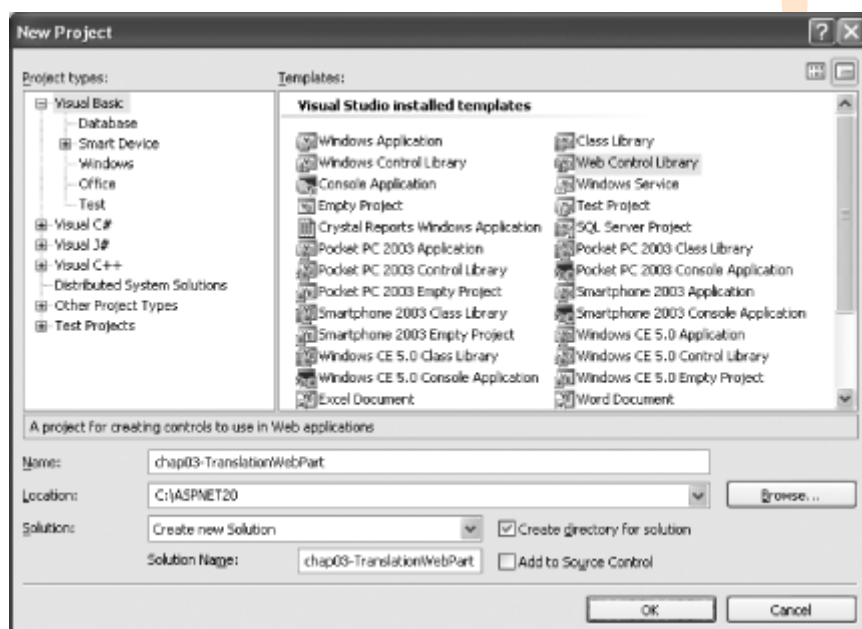 New Project
Project types:
Templates:
Visual Basic
Database
Smart Device
Windows
Office
Test
Visual C#
Visual J#
Visual C++
Distributed System Solutions
Other Project Types
Test Projects
Visual Studio installed templates
Windows Application
Class Library
Windows Control Library
Web Control Library
Console Application
Windows Service
Empty Project
Test Project
Crystal Reports Windows Application
SQL Server Project
Pocket PC 2003 Application
Pocket PC 2003 Class Library
Pocket PC 2003 Control Library
Pocket PC 2003 Console Application
Pocket PC 2003 Empty Project
Smartphone 2003 Application
Smartphone 2003 Class Library
Smartphone 2003 Console Application
Smartphone 2003 Empty Project
Windows CE 5.0 Application
Windows CE 5.0 Class Library
Windows CE 5.0 Control Library
Windows CE 5.0 Console Application
Windows CE 5.0 Empty Project
Excel Document
Word Document
A project for creating controls to use in Web applications
Name:
chap03-TranslationWebPart
Location:
C:\ASPNET20
Browse...
Solution:
Create new Solution
Create directory for solution
Solution Name:
chap03-TranslationWebPart
Add to Source Control
OK
Cancel